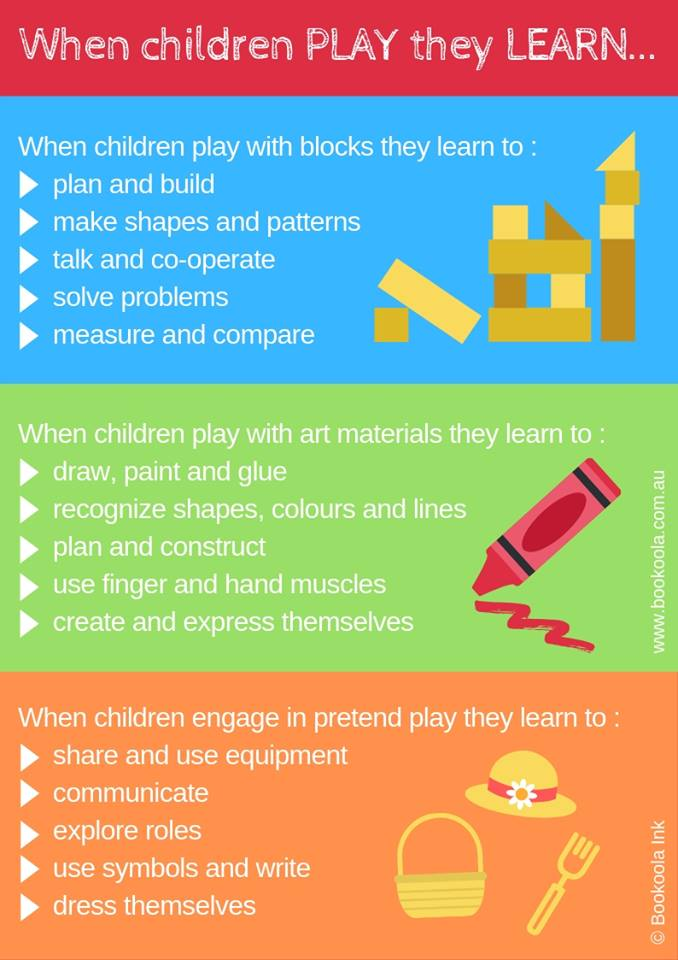 When children PLAY they LEARN...
When children play with blocks they learn to :
plan and build
make shapes and patterns
talk and co-operate
solve problems
measure and compare
When children play with art materials they learn to :
draw, paint and glue
recognize shapes, colours and lines
plan and construct
use finger and hand muscles
create and express themselves
www.bookoola.com.au
When children engage in pretend play they learn to :
share and use equipment
communicate
explore roles
use symbols and write
dress themselves
© Bookoola Ink